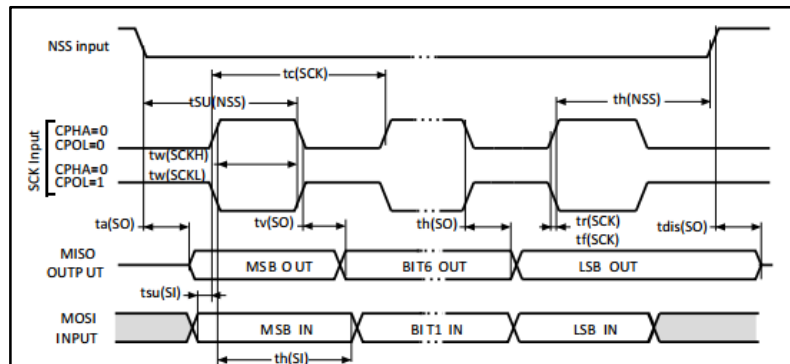 NSS input
tc(SCK)
tSU(NSS)
th(NSS)
SCK Input
CPHA=0
CPOL=0
tw(SCKH)
CPHA=0
CPOL=1
tw(SCKL)
ta(SO)
tv(SO)
th(SO)
tr(SCK)
tf(SCK)
tdis(SO)
MISO
OUTPUT
MSB OUT
BIT6 OUT
LSB OUT
tsu(SI)
MOSI
INPUT
MSB IN
BIT1 IN
LSB IN
th(SI)